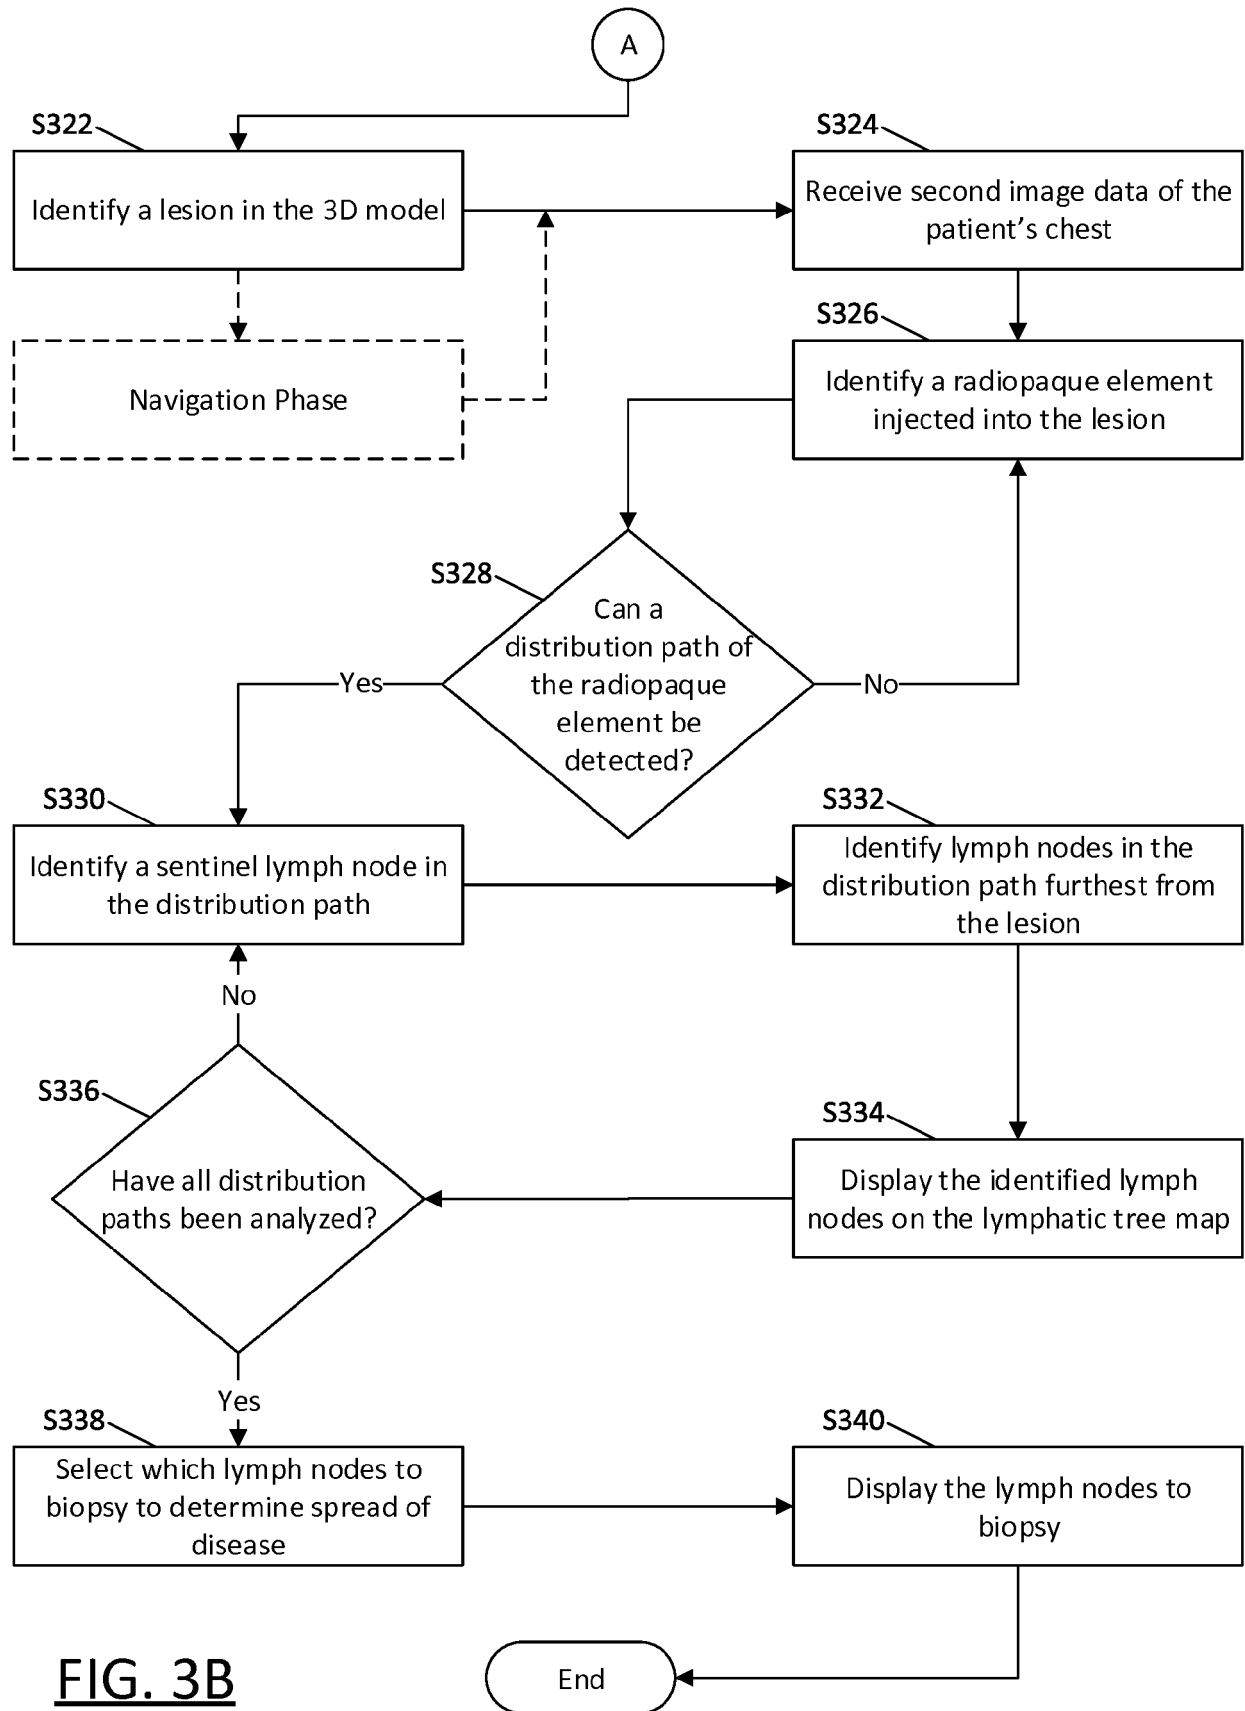 A
S322
Identify a lesion in the 3D model
S324
Receive second image data of the
patient’s chest
Navigation Phase
S326
Identify a radiopaque element
injected into the lesion
S328
Can a
distribution path of
the radiopaque
element be
detected?
Yes
No
S330
Identify a sentinel lymph node in
the distribution path
S332
Identify lymph nodes in the
distribution path furthest from
the lesion
No
S336
Have all distribution
paths been analyzed?
S334
Display the identified lymph
nodes on the lymphatic tree map
Yes
S338
Select which lymph nodes to
biopsy to determine spread of
disease
S340
Display the lymph nodes to
biopsy
End
FIG. 3B